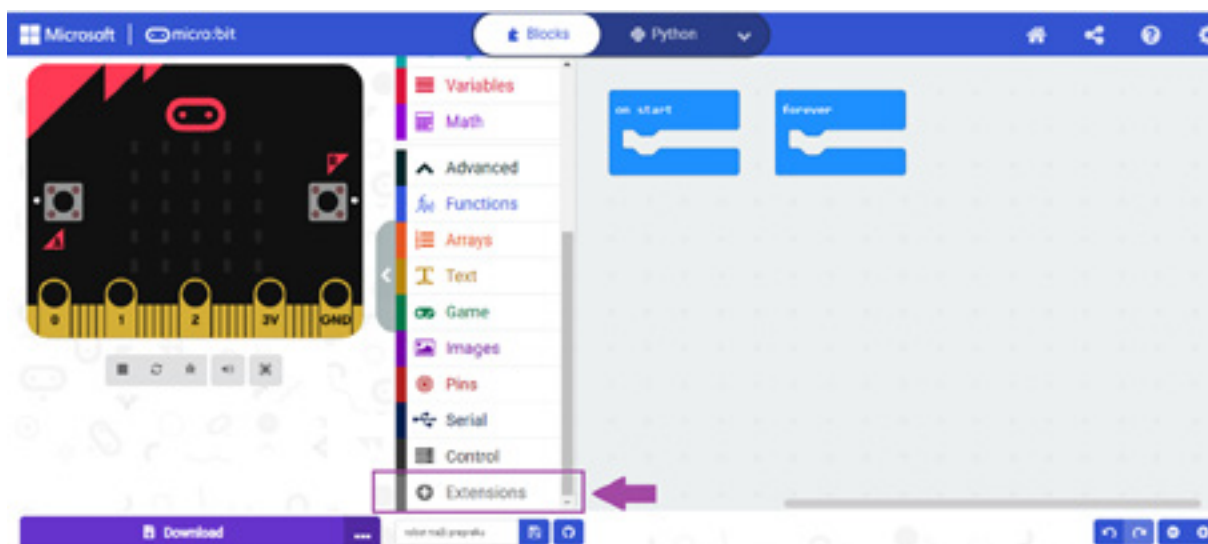 Microsoft | micro:bit
Blocks
Python
Variables
Math
Advanced
Functions
Arrays
Text
Game
Images
Pins
Serial
Control
Extensions
on start
forever
B
A
0 1 2 3V GND
Download